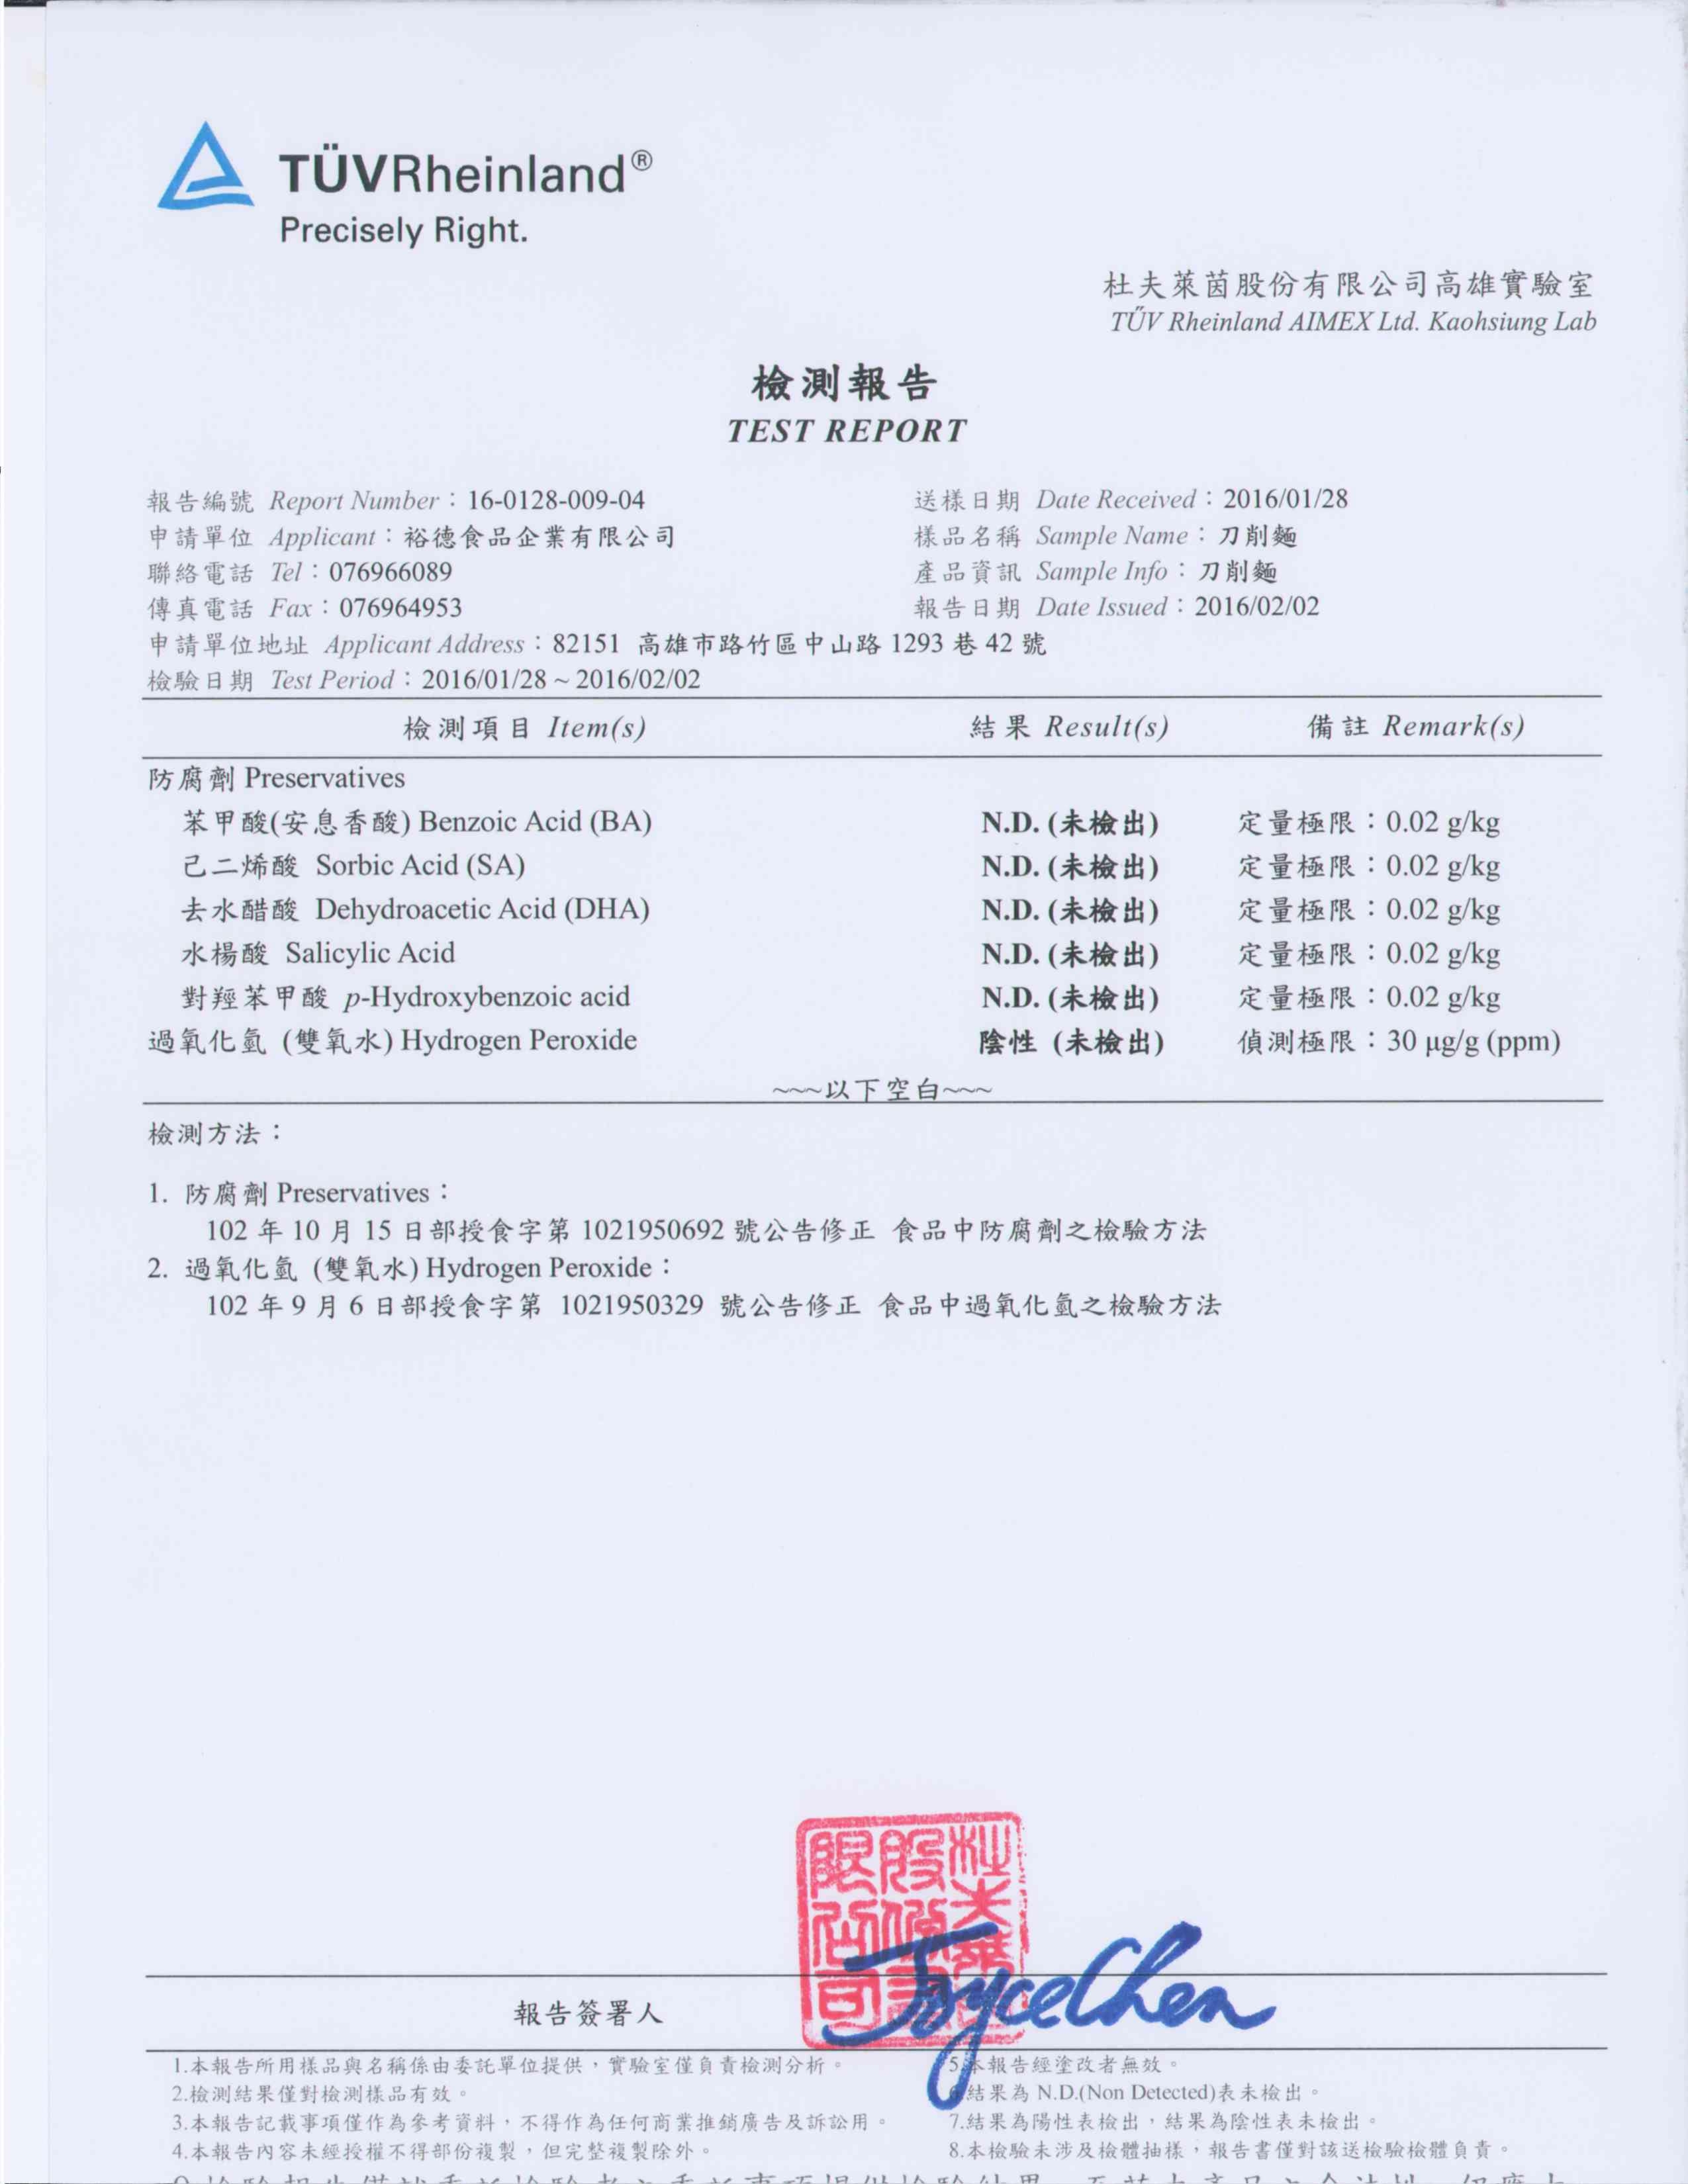 TÜVRheinland®
Precisely Right.
杜夫萊茵股份有限公司高雄實驗室
TŰV Rheinland AIMEX Ltd. Kaohsiung Lab
檢測報告
TEST REPORT
報告編號 Report Number：16-0128-009-04 送樣日期 Date Received：2016/01/28
申請單位 Applicant：裕德食品企業有限公司 樣品名稱 Sample Name：刀削麵
聯絡電話 Tel：076966089 產品資訊 Sample Info：刀削麵
傳真電話 Fax：076964953 報告日期 Date Issued：2016/02/02
申請單位地址 Applicant Address：82151 高雄市路竹區中山路 1293 巷 42 號
檢驗日期 Test Period：2016/01/28 ~ 2016/02/02
檢測項目 Item(s) 結果 Result(s) 備註 Remark(s)
防腐劑 Preservatives
苯甲酸(安息香酸) Benzoic Acid (BA) N.D. (未檢出) 定量極限：0.02 g/kg
己二烯酸 Sorbic Acid (SA) N.D. (未檢出) 定量極限：0.02 g/kg
去水醋酸 Dehydroacetic Acid (DHA) N.D. (未檢出) 定量極限：0.02 g/kg
水楊酸 Salicylic Acid N.D. (未檢出) 定量極限：0.02 g/kg
對羥苯甲酸 p-Hydroxybenzoic acid N.D. (未檢出) 定量極限：0.02 g/kg
過氧化氫 (雙氧水) Hydrogen Peroxide 陰性 (未檢出) 偵測極限：30 μg/g (ppm)
~~~以下空白~~~
檢測方法：
1. 防腐劑 Preservatives：
102 年 10 月 15 日部授食字第 1021950692 號公告修正 食品中防腐劑之檢驗方法
2. 過氧化氫 (雙氧水) Hydrogen Peroxide：
102 年 9 月 6 日部授食字第 1021950329 號公告修正 食品中過氧化氫之檢驗方法
杜夫萊茵股份有限公司
JoyceChen
報告簽署人
1.本報告所用樣品與名稱係由委託單位提供，實驗室僅負責檢測分析。 5.本報告經塗改者無效。
2.檢測結果僅對檢測樣品有效。 6.結果為 N.D.(Non Detected)表未檢出。
3.本報告記載事項僅作為參考資料，不得作為任何商業推銷廣告及訴訟用。 7.結果為陽性表檢出，結果為陰性表未檢出。
4.本報告內容未經授權不得部份複製，但完整複製除外。 8.本檢驗未涉及檢體抽樣，報告書僅對該送檢驗檢體負責。